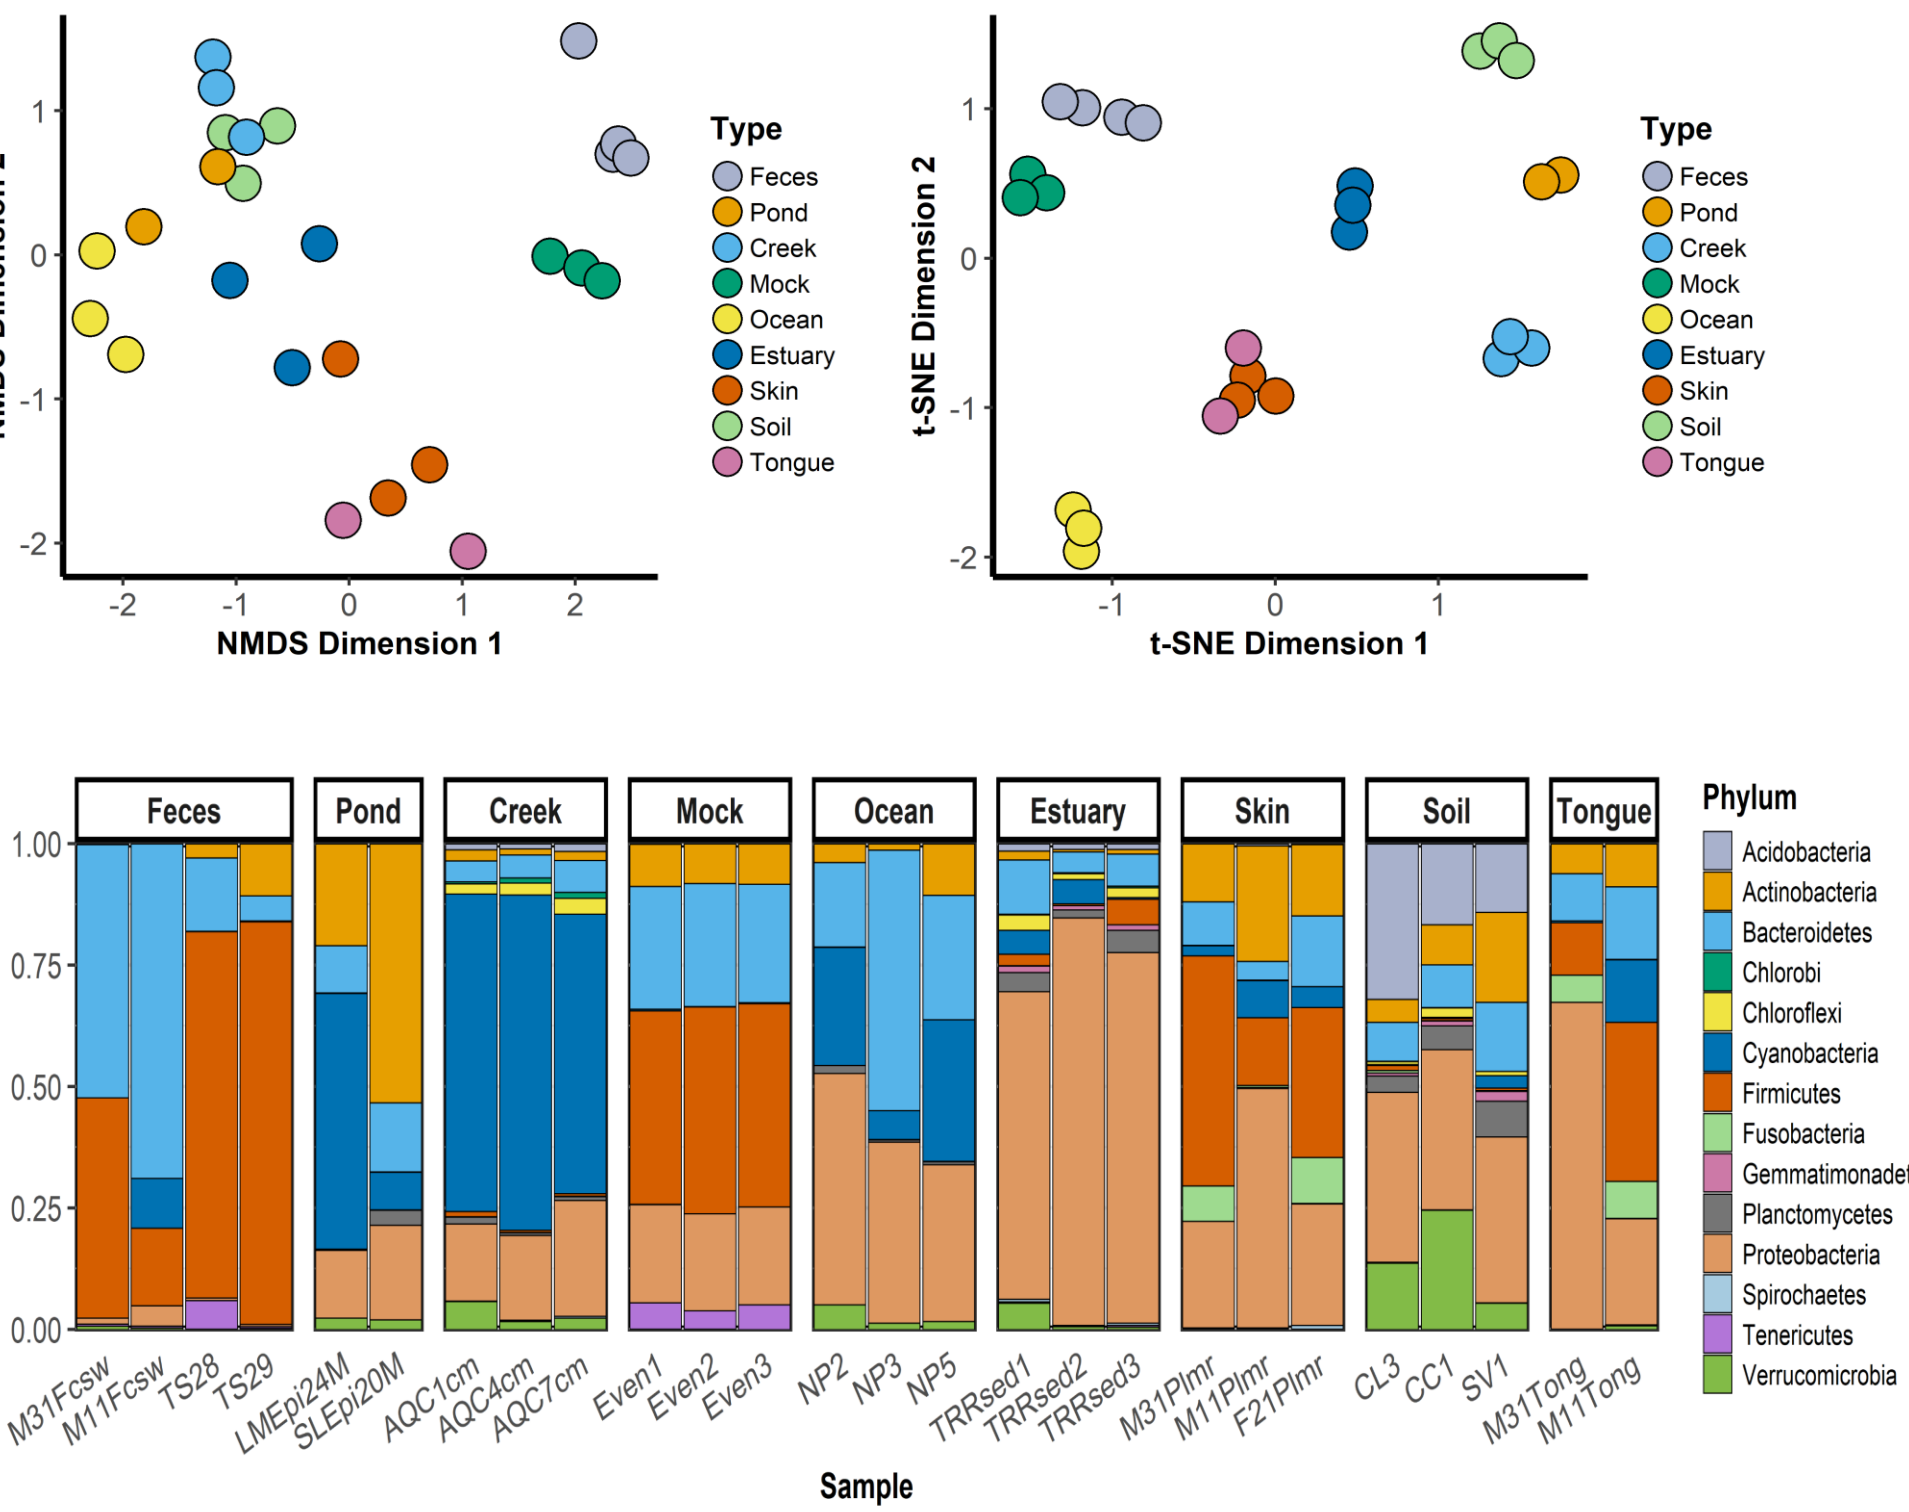 1
0
-1
-2
-2
-1
0
1
2
NMDS Dimension 1
Type
Feces
Pond
Creek
Mock
Ocean
Estuary
Skin
Soil
Tongue
t-SNE Dimension 2
1
0
-1
-2
-1
0
1
t-SNE Dimension 1
Type
Feces
Pond
Creek
Mock
Ocean
Estuary
Skin
Soil
Tongue
Feces
Pond
Creek
Mock
Ocean
Estuary
Skin
Soil
Tongue
1.00
0.75
0.50
0.25
0.00
M31Fcsw
M11Fcsw
TS28
TS29
LMEpi24M
SLEpi20M
AQC1cm
AQC4cm
AQC7cm
Even1
Even2
Even3
NP2
NP3
NP5
TRRsed1
TRRsed2
TRRsed3
M31Plmr
M11Plmr
F21Plmr
CL3
CC1
SV1
M31Tong
M11Tong
Sample
Phylum
Acidobacteria
Actinobacteria
Bacteroidetes
Chlorobi
Chloroflexi
Cyanobacteria
Firmicutes
Fusobacteria
Gemmatimonadet
Planctomycetes
Proteobacteria
Spirochaetes
Tenericutes
Verrucomicrobia